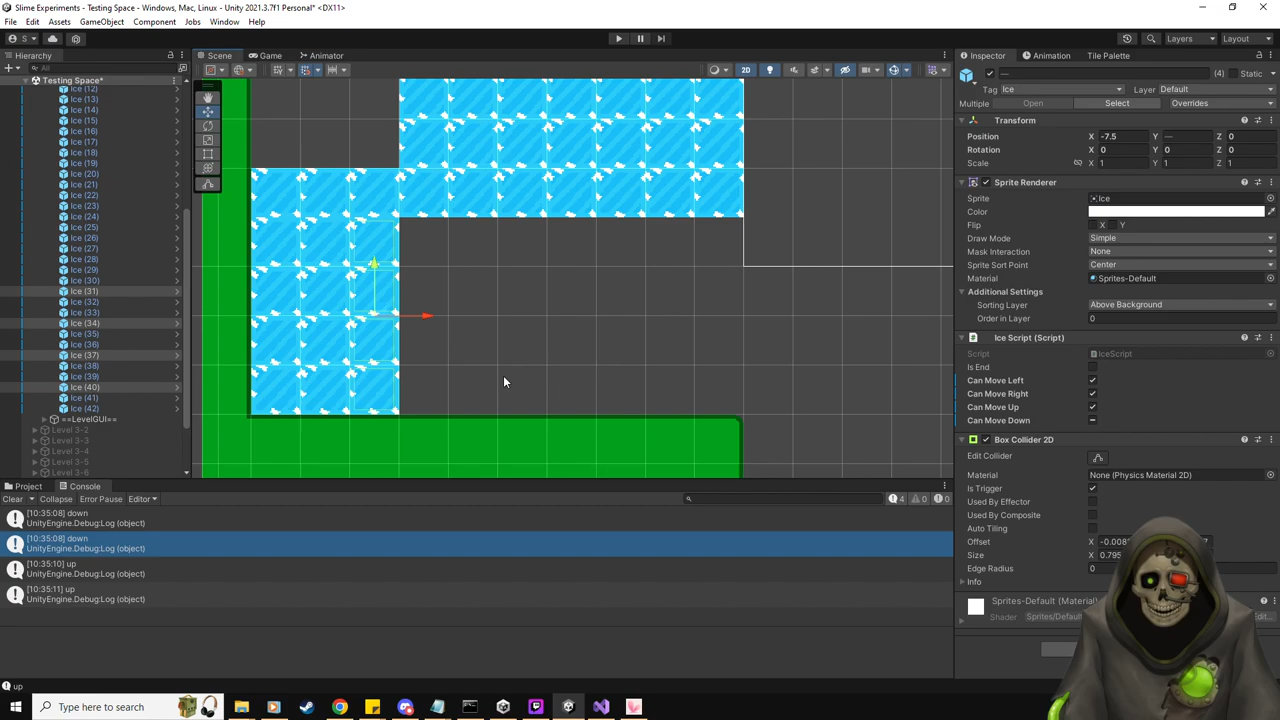 Slime Experiments - Testing Space - Windows, Mac, Linux - Unity 2021.3.7f1 Personal* <DX11>
File Edit Assets GameObject Component Jobs Window Help
S Layers Layout
Hierarchy Scene Game Animator Inspector Animation Tile Palette
All
Testing Space*
Ice (12)
Ice (13)
Ice (14)
Ice (15)
Ice (16)
Ice (17)
Ice (18)
Ice (19)
Ice (20)
Ice (21)
Ice (22)
Ice (23)
Ice (24)
Ice (25)
Ice (26)
Ice (27)
Ice (28)
Ice (29)
Ice (30)
Ice (31)
Ice (32)
Ice (33)
Ice (34)
Ice (35)
Ice (36)
Ice (37)
Ice (38)
Ice (39)
Ice (40)
Ice (41)
Ice (42)
==LevelGUI==
Level 3-2
Level 3-3
Level 3-4
Level 3-5
Level 3-6
2D
— (4) Static
Tag Ice Layer Default
Multiple Open Select Overrides
Transform
Position X -7.5 Y — Z 0
Rotation X 0 Y 0 Z 0
Scale X 1 Y 1 Z 1
Sprite Renderer
Sprite Ice
Color
Flip X Y
Draw Mode Simple
Mask Interaction None
Sprite Sort Point Center
Material Sprites-Default
Additional Settings
Sorting Layer Above Background
Order in Layer 0
Ice Script (Script)
Script IceScript
Is End
Can Move Left
Can Move Right
Can Move Up
Can Move Down
Box Collider 2D
Edit Collider
Material None (Physics Material 2D)
Is Trigger
Used By Effector
Used By Composite
Auto Tiling
Offset X
Size X
Edge Radius 0
Info
Sprites-Default (Material)
Shader Edit...
Project Console
Clear Collapse Error Pause Editor 4 0 0
[10:35:08] down
UnityEngine.Debug:Log (object)
[10:35:08] down
UnityEngine.Debug:Log (object)
[10:35:10] up
UnityEngine.Debug:Log (object)
[10:35:11] up
UnityEngine.Debug:Log (object)
up
Type here to search